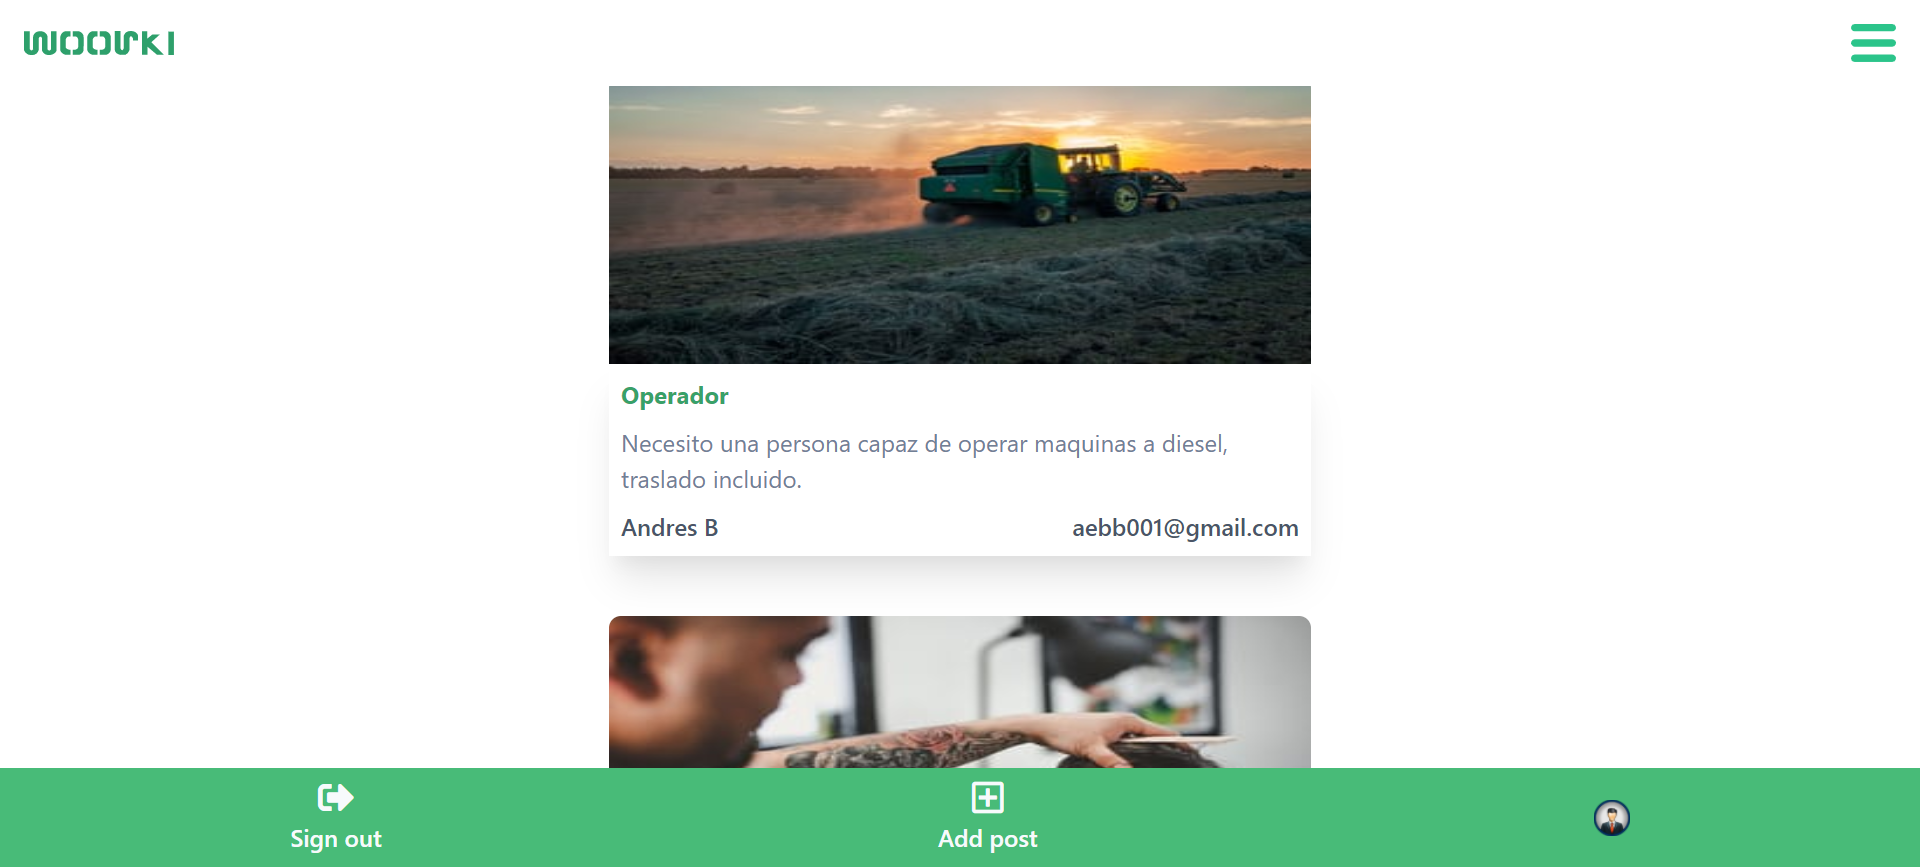 WOORKI
Operador
Necesito una persona capaz de operar maquinas a diesel,
traslado incluido.
Andres B
aebb001@gmail.com
Sign out
Add post